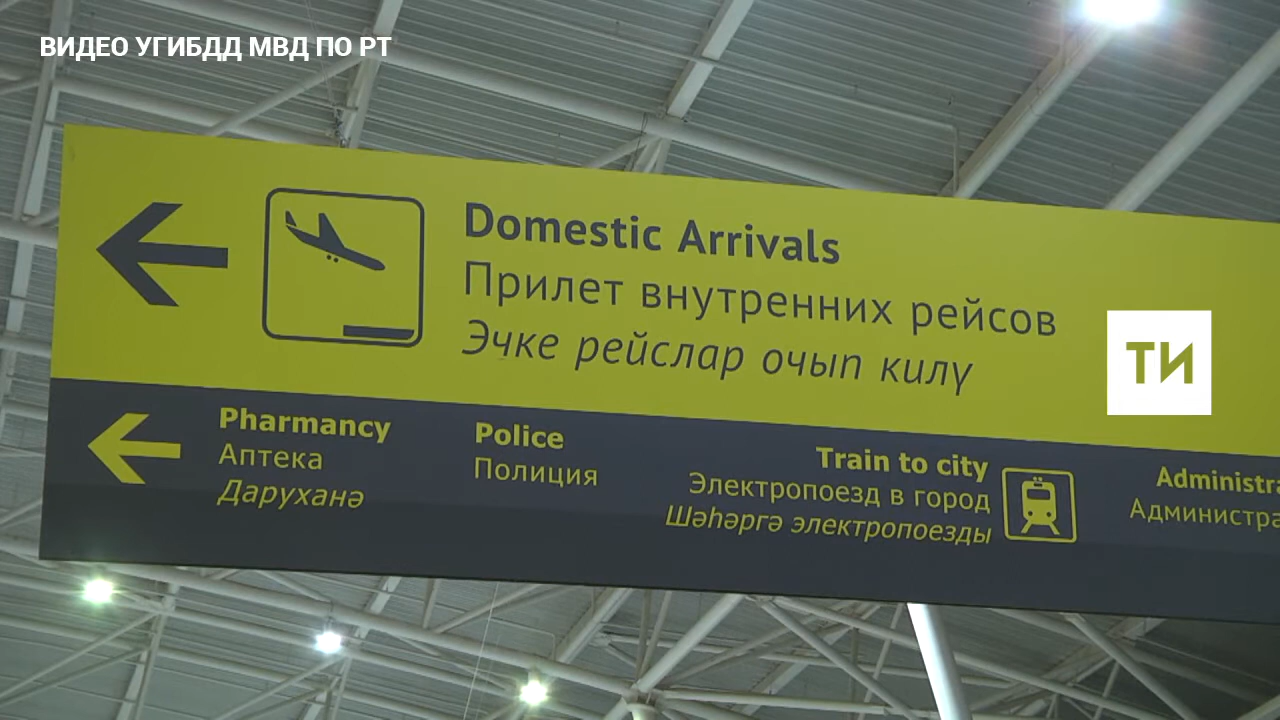 ВИДЕО УГИБДД МВД ПО РТ
Domestic Arrivals
Прилет внутренних рейсов
Эчке рейслар очып килү
ТИ
Pharmancy
Аптека
Даруханә
Police
Полиция
Train to city
Электропоезд в город
Шәһәргә электропоезды